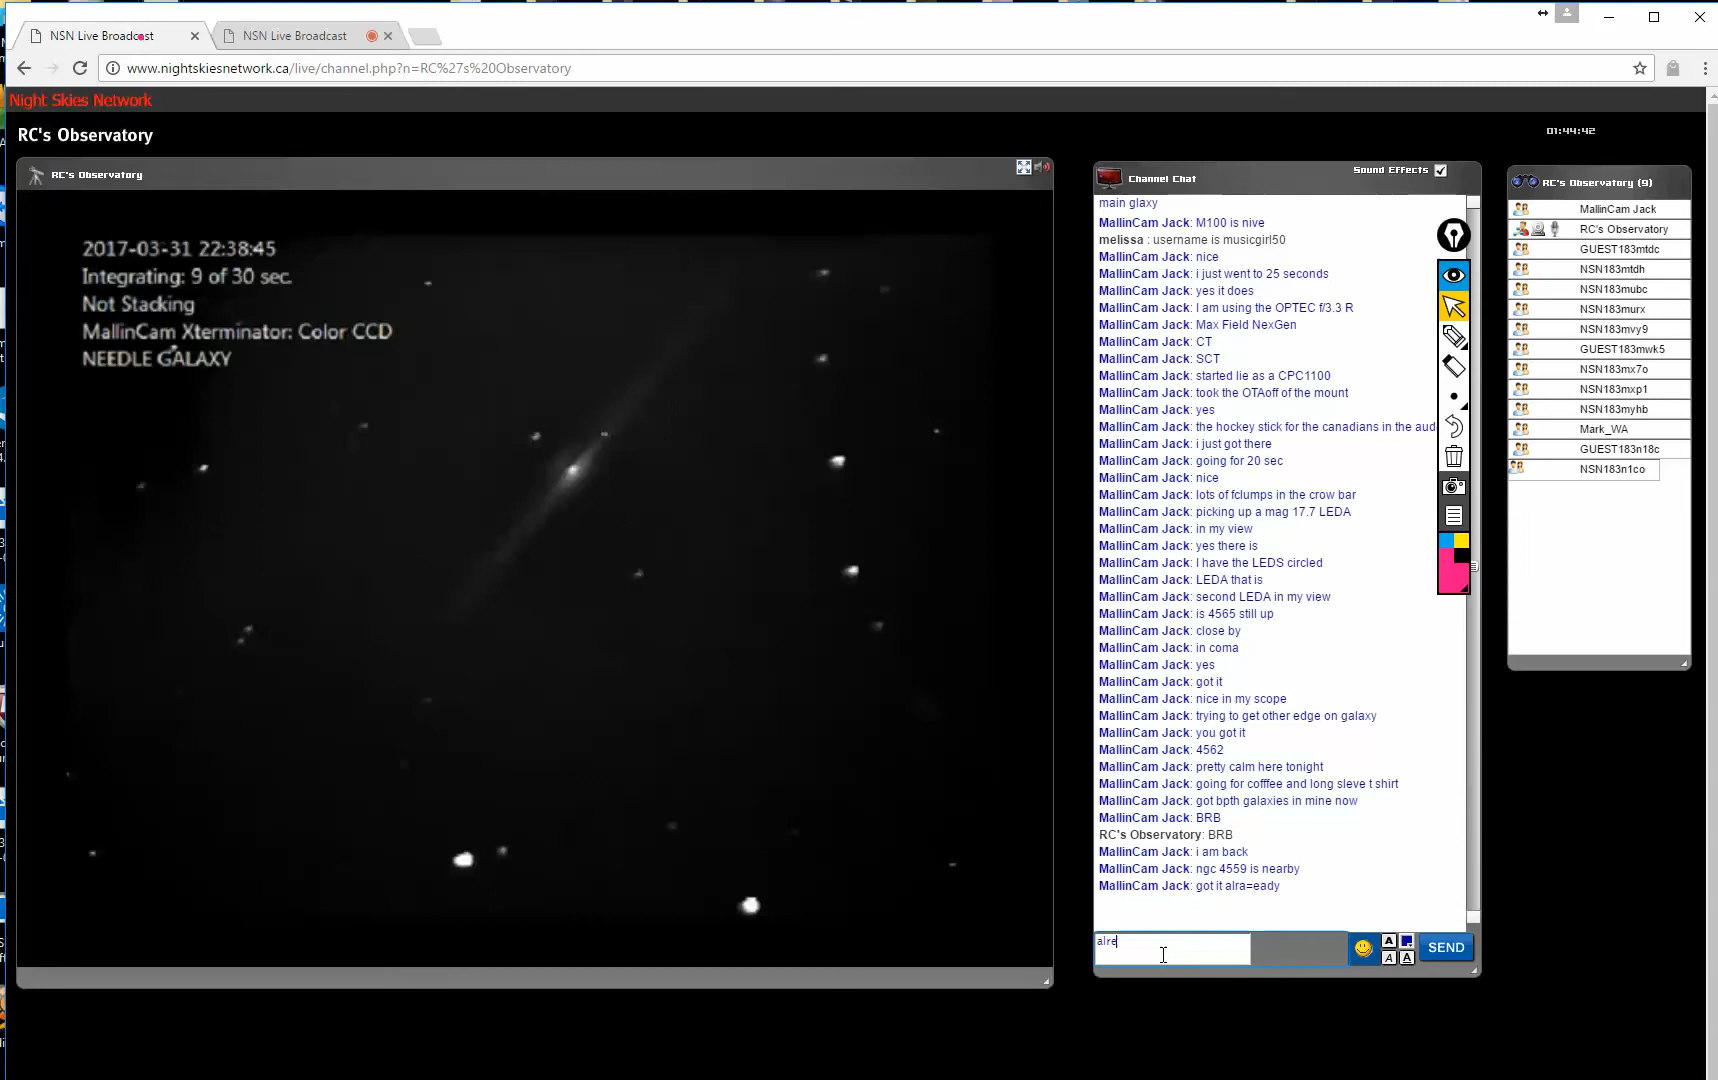 NSN Live Broadcast
NSN Live Broadcast
www.nightskiesnetwork.ca/live/channel.php?n=RC%27s%20Observatory
Night Skies Network
RC's Observatory
01:44:42
RC's Observatory
2017-03-31 22:38:45
Integrating: 9 of 30 sec.
Not Stacking
MallinCam Xterminator: Color CCD
NEEDLE GALAXY
Channel Chat
Sound Effects
main glaxy
MallinCam Jack: M100 is nive
melissa : username is musicgirl50
MallinCam Jack: nice
MallinCam Jack: i just went to 25 seconds
MallinCam Jack: yes it does
MallinCam Jack: I am using the OPTEC f/3.3 R
MallinCam Jack: Max Field NexGen
MallinCam Jack: CT
MallinCam Jack: SCT
MallinCam Jack: started lie as a CPC1100
MallinCam Jack: took the OTAoff of the mount
MallinCam Jack: yes
MallinCam Jack: the hockey stick for the canadians in the aud
MallinCam Jack: i just got there
MallinCam Jack: going for 20 sec
MallinCam Jack: nice
MallinCam Jack: lots of fclumps in the crow bar
MallinCam Jack: picking up a mag 17.7 LEDA
MallinCam Jack: in my view
MallinCam Jack: yes there is
MallinCam Jack: I have the LEDS circled
MallinCam Jack: LEDA that is
MallinCam Jack: second LEDA in my view
MallinCam Jack: is 4565 still up
MallinCam Jack: close by
MallinCam Jack: in coma
MallinCam Jack: yes
MallinCam Jack: got it
MallinCam Jack: nice in my scope
MallinCam Jack: trying to get other edge on galaxy
MallinCam Jack: you got it
MallinCam Jack: 4562
MallinCam Jack: pretty calm here tonight
MallinCam Jack: going for cofffee and long sleve t shirt
MallinCam Jack: got bpth galaxies in mine now
MallinCam Jack: BRB
RC's Observatory: BRB
MallinCam Jack: i am back
MallinCam Jack: ngc 4559 is nearby
MallinCam Jack: got it alra=eady
alre
A
A A
SEND
RC's Observatory (9)
MallinCam Jack
RC's Observatory
GUEST183mtdc
NSN183mtdh
NSN183mubc
NSN183murx
NSN183mvy9
GUEST183mwk5
NSN183mx7o
NSN183mxp1
NSN183myhb
Mark_WA
GUEST183n18c
NSN183n1co